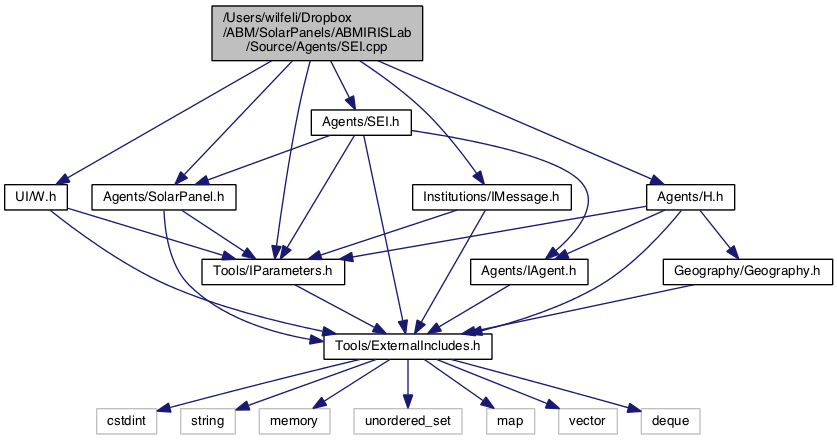 /Users/wilfeli/Dropbox
/ABM/SolarPanels/ABMIRISLab
/Source/Agents/SEI.cpp
Agents/SEI.h
UI/W.h
Agents/SolarPanel.h
Institutions/IMessage.h
Agents/H.h
Tools/IParameters.h
Agents/IAgent.h
Geography/Geography.h
Tools/ExternalIncludes.h
cstdint
string
memory
unordered_set
map
vector
deque